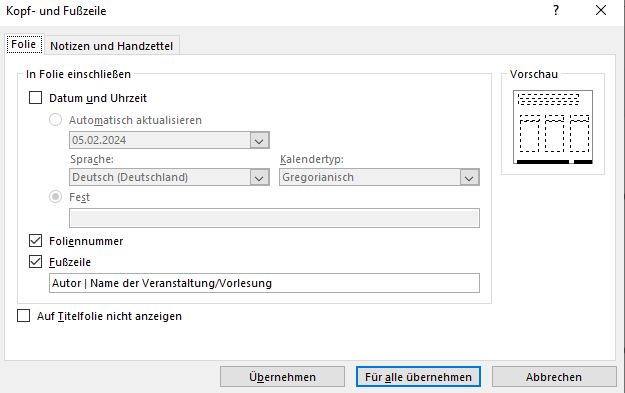 Kopf- und Fußzeile
?
Folie
Notizen und Handzettel
In Folie einschließen
Vorschau
Datum und Uhrzeit
Automatisch aktualisieren
05.02.2024
Sprache:
Kalendertyp:
Deutsch (Deutschland)
Gregorianisch
Fest
Foliennummer
Fußzeile
Autor | Name der Veranstaltung/Vorlesung
Auf Titelfolie nicht anzeigen
Übernehmen
Für alle übernehmen
Abbrechen